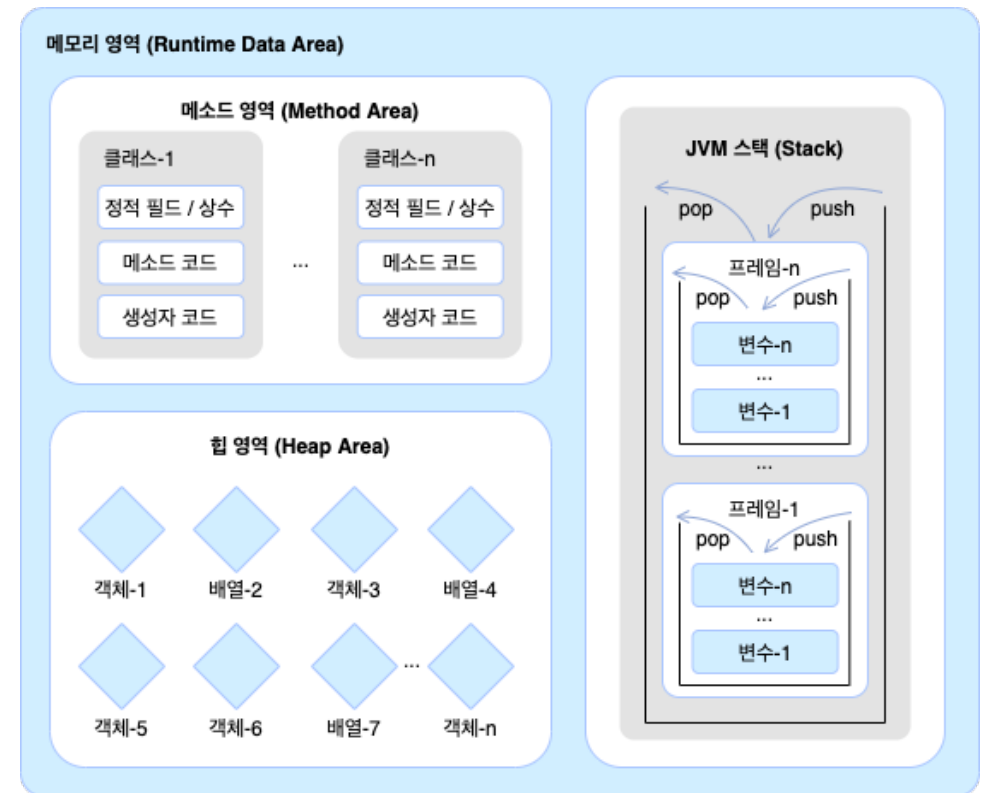 메모리 영역 (Runtime Data Area)
메소드 영역 (Method Area)
클래스-1
정적 필드 / 상수
메소드 코드
생성자 코드
...
클래스-n
정적 필드 / 상수
메소드 코드
생성자 코드
힙 영역 (Heap Area)
객체-1
배열-2
객체-3
배열-4
객체-5
객체-6
배열-7
...
객체-n
JVM 스택 (Stack)
pop
push
프레임-n
pop
push
변수-n
...
변수-1
...
프레임-1
pop
push
변수-n
...
변수-1